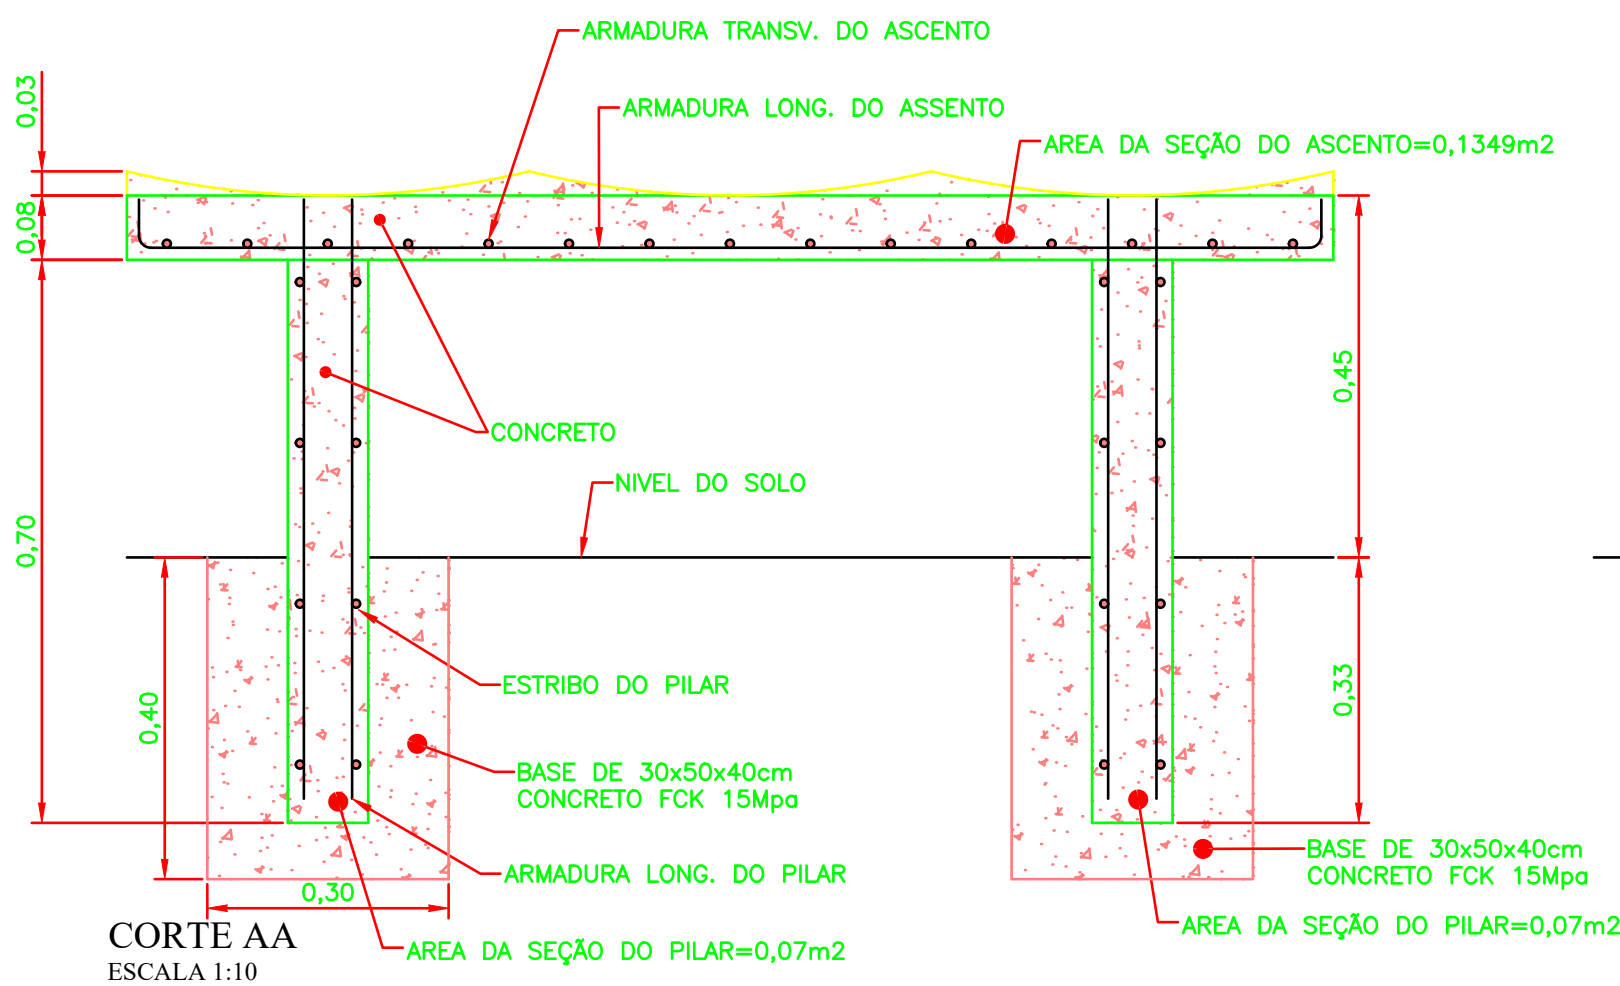 ARMADURA TRANSV. DO ASCENTO
0,03
ARMADURA LONG. DO ASSENTO
AREA DA SEÇÃO DO ASCENTO=0,1349m2
0,08
0,45
CONCRETO
NIVEL DO SOLO
0,70
ESTRIBO DO PILAR
0,40
0,33
BASE DE 30x50x40cm
CONCRETO FCK 15Mpa
BASE DE 30x50x40cm
CONCRETO FCK 15Mpa
ARMADURA LONG. DO PILAR
0,30
AREA DA SEÇÃO DO PILAR=0,07m2
CORTE AA
AREA DA SEÇÃO DO PILAR=0,07m2
ESCALA 1:10